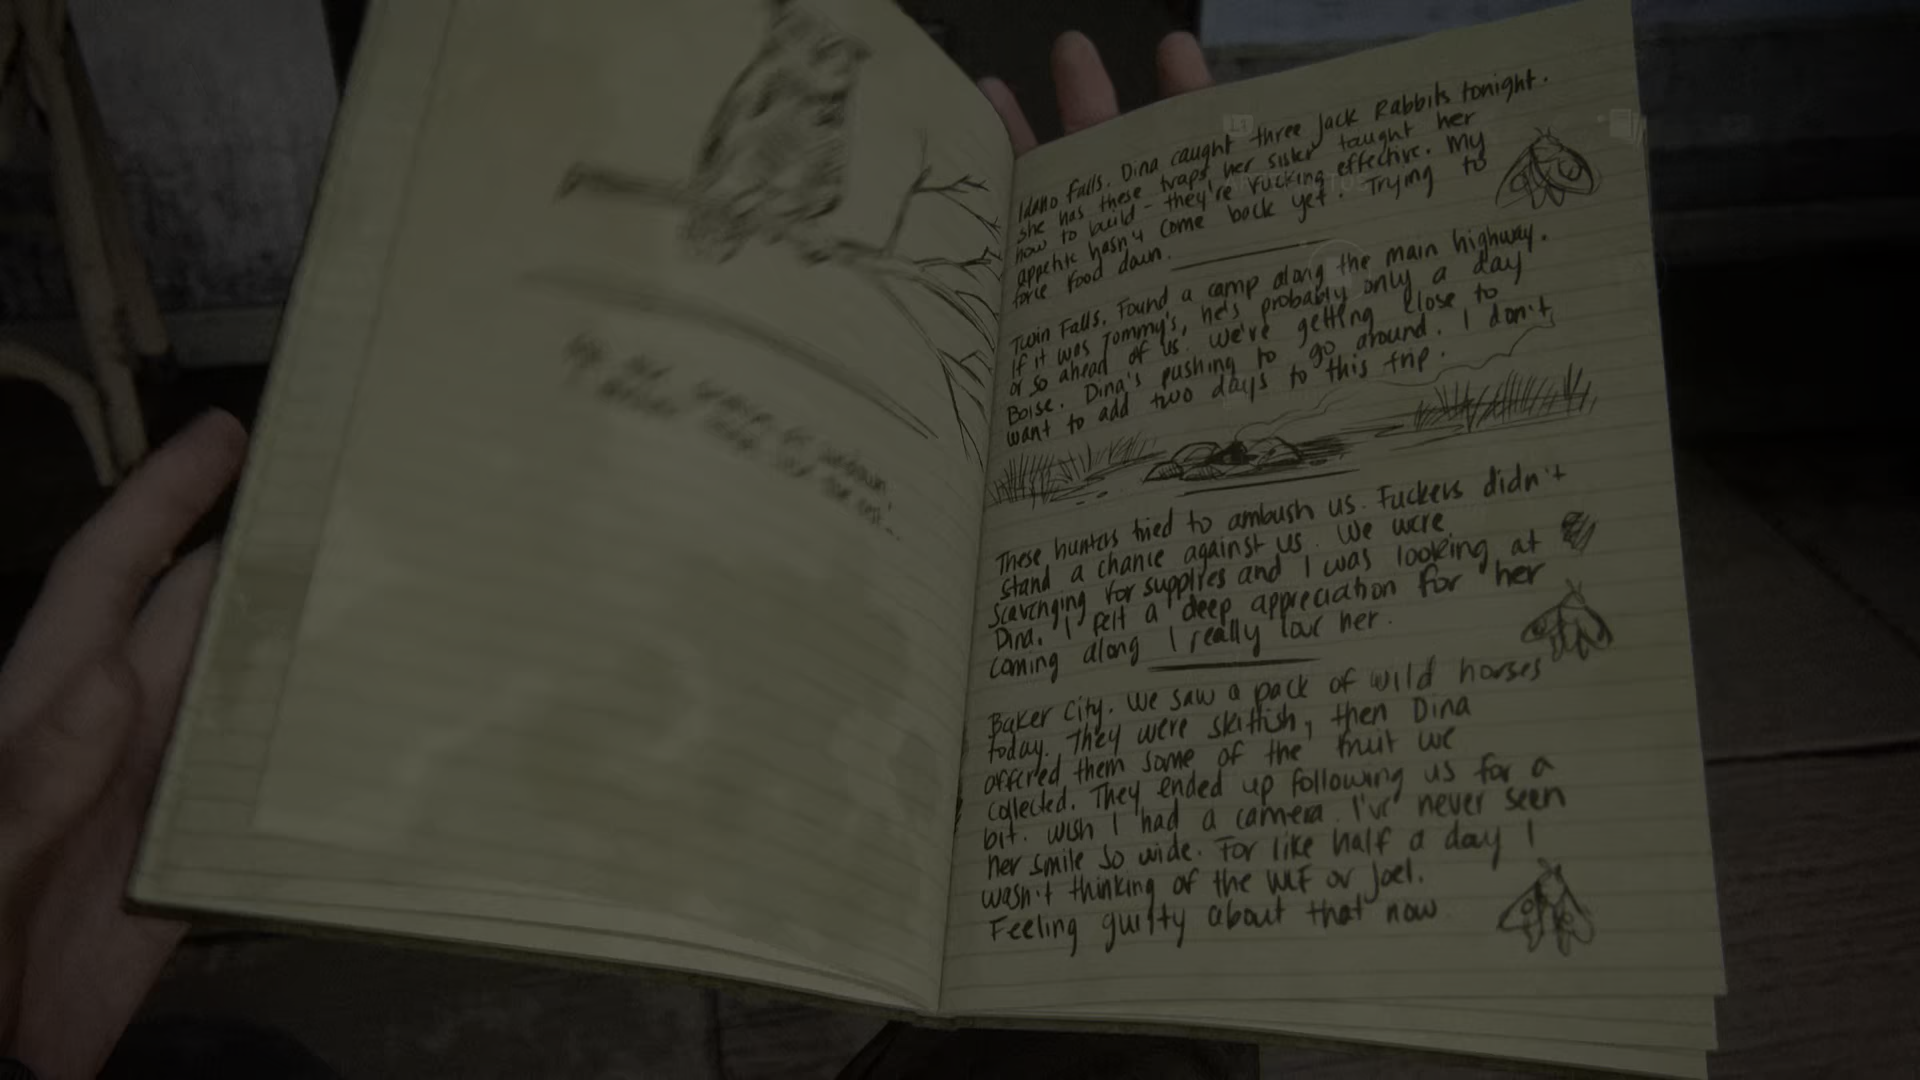 Idaho Falls. Dina caught three Jack Rabbits tonight.
she has these traps her sister taught her
how to build - they're fucking effective. My
appetite hasn't come back yet. Trying to
force food down.
Twin Falls. Found a camp along the main highway.
If it was Tommy's, he's probably only a day
or so ahead of us. We're getting close to
Boise. Dina's pushing to go around. I don't
want to add two days to this trip.
These hunters tried to ambush us. Fuckers didn't
stand a chance against us. We were
scavenging for supplies and I was looking at
Dina. I felt a deep appreciation for her
coming along I really love her.
Baker City. We saw a pack of wild horses
today. They were skittish, then Dina
offered them some of the fruit we
collected. They ended up following us for a
bit. Wish I had a camera. I've never seen
her smile so wide. For like half a day I
wasn't thinking of the WLF or Joel.
Feeling guilty about that now